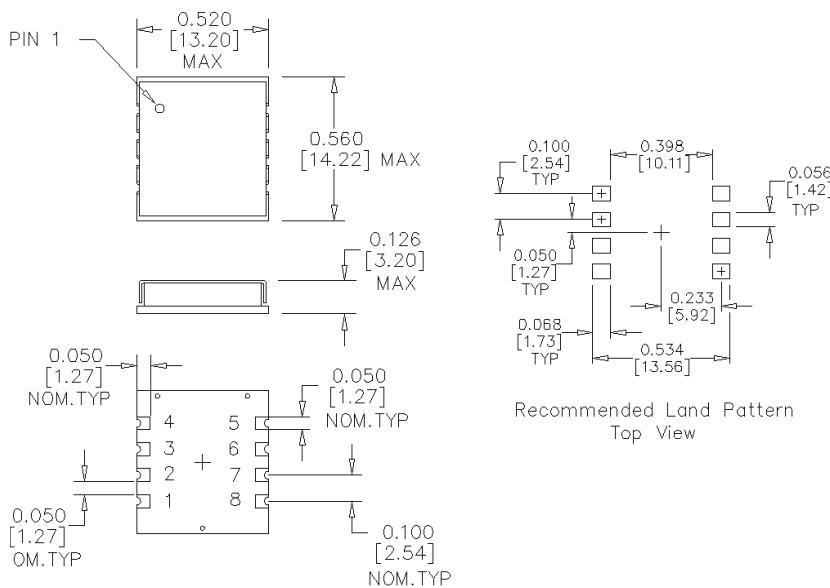 PIN 1
0.520
[13.20]
MAX
0.560
[14.22] MAX
0.126
[3.20]
MAX
0.050
[1.27]
NOM.TYP
0.050
[1.27]
NOM.TYP
4 5
3 6
2 7
1 8
0.050
[1.27]
OM.TYP
0.100
[2.54]
NOM.TYP
0.100
[2.54]
TYP
0.398
[10.11]
0.056
[1.42]
TYP
0.050
[1.27]
TYP
0.233
[5.92]
0.068
[1.73]
TYP
0.534
[13.56]
Recommended Land Pattern
Top View